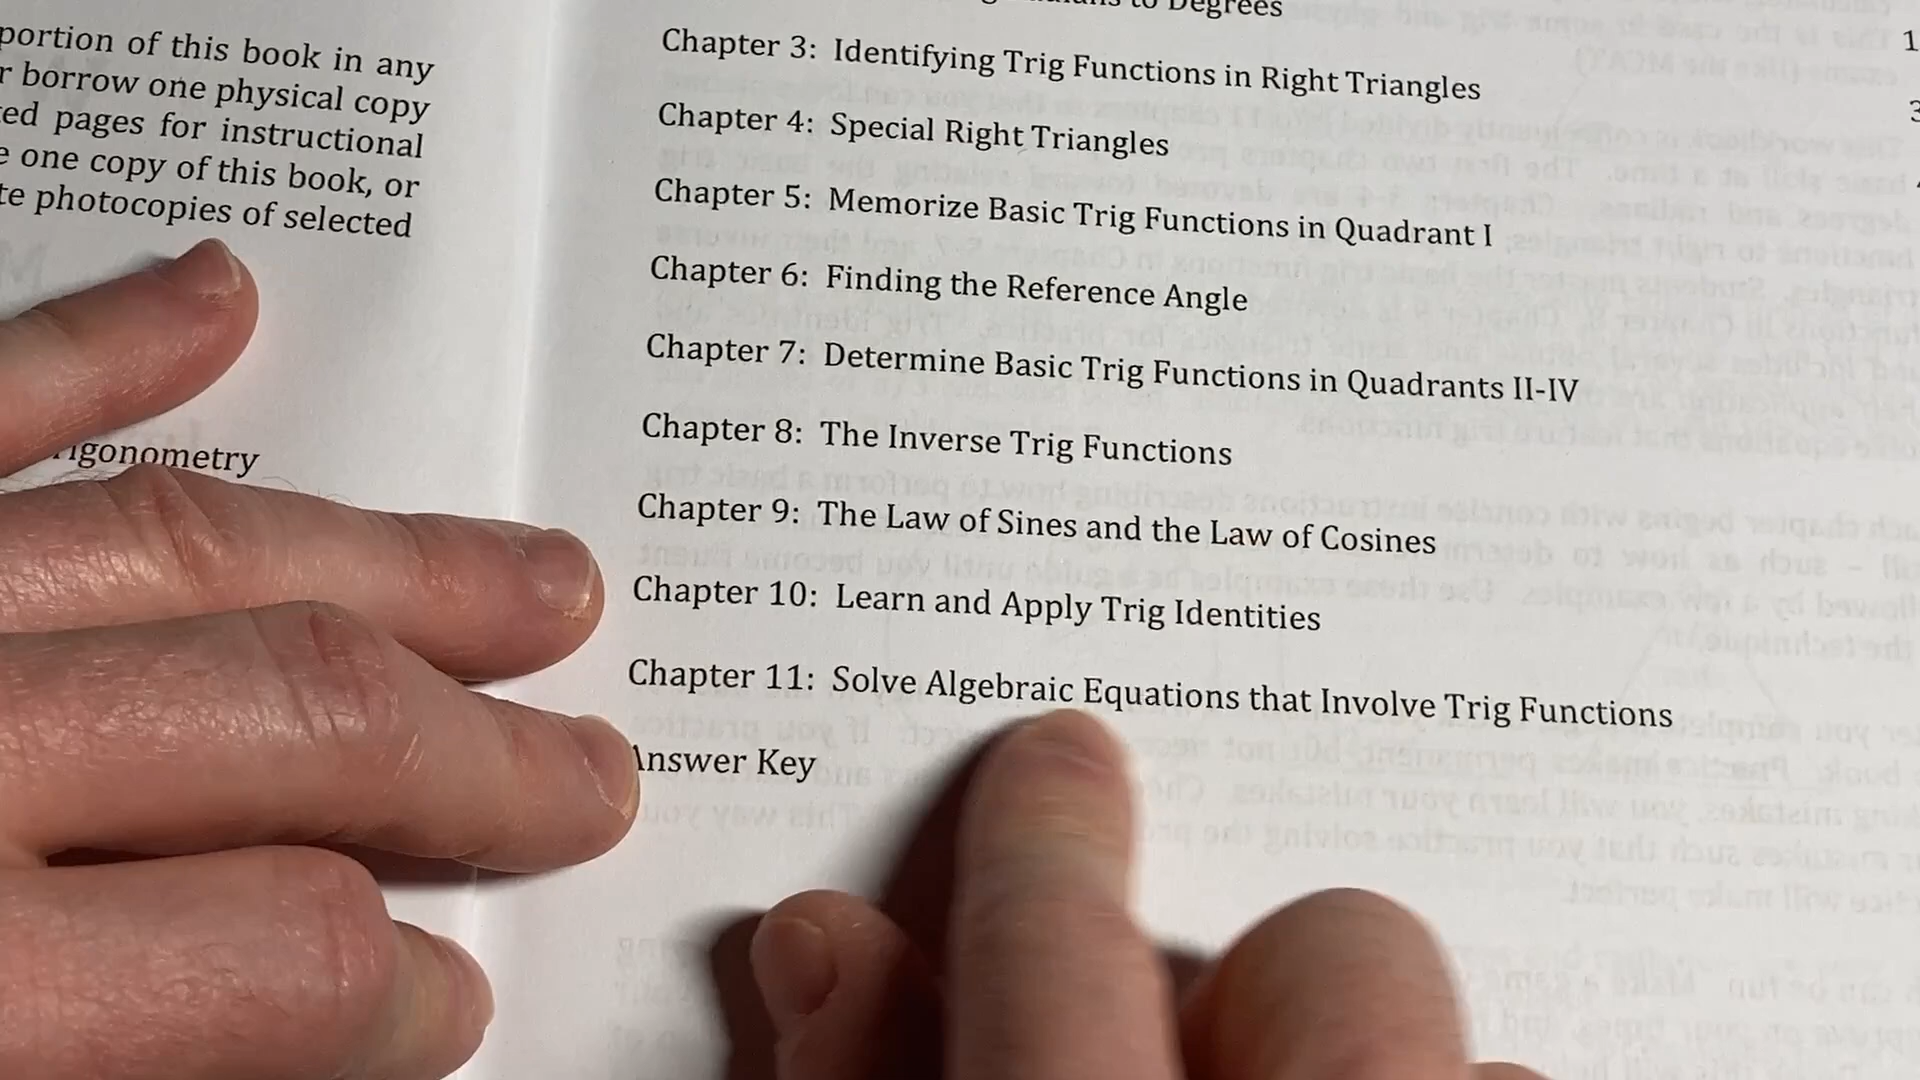 portion of this book in any
r borrow one physical copy
ed pages for instructional
e one copy of this book, or
te photocopies of selected
rigonometry
to Degrees
Chapter 3: Identifying Trig Functions in Right Triangles
Chapter 4: Special Right Triangles
Chapter 5: Memorize Basic Trig Functions in Quadrant I
Chapter 6: Finding the Reference Angle
Chapter 7: Determine Basic Trig Functions in Quadrants II-IV
Chapter 8: The Inverse Trig Functions
Chapter 9: The Law of Sines and the Law of Cosines
Chapter 10: Learn and Apply Trig Identities
Chapter 11: Solve Algebraic Equations that Involve Trig Functions
Answer Key